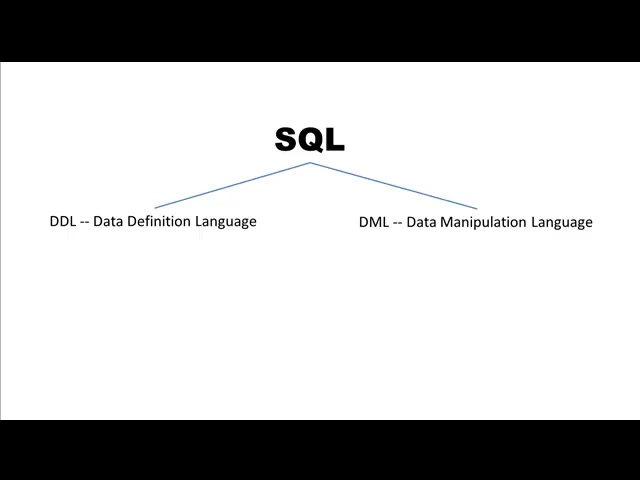 SQL
DDL -- Data Definition Language
DML -- Data Manipulation Language